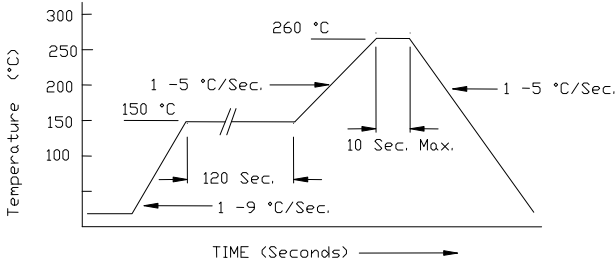 300
250
200
150
100
Temperature (°C)
260 °C
1 -5 °C/Sec.
1 -5 °C/Sec.
150 °C
10 Sec. Max.
120 Sec.
1 -9 °C/Sec.
TIME (Seconds)